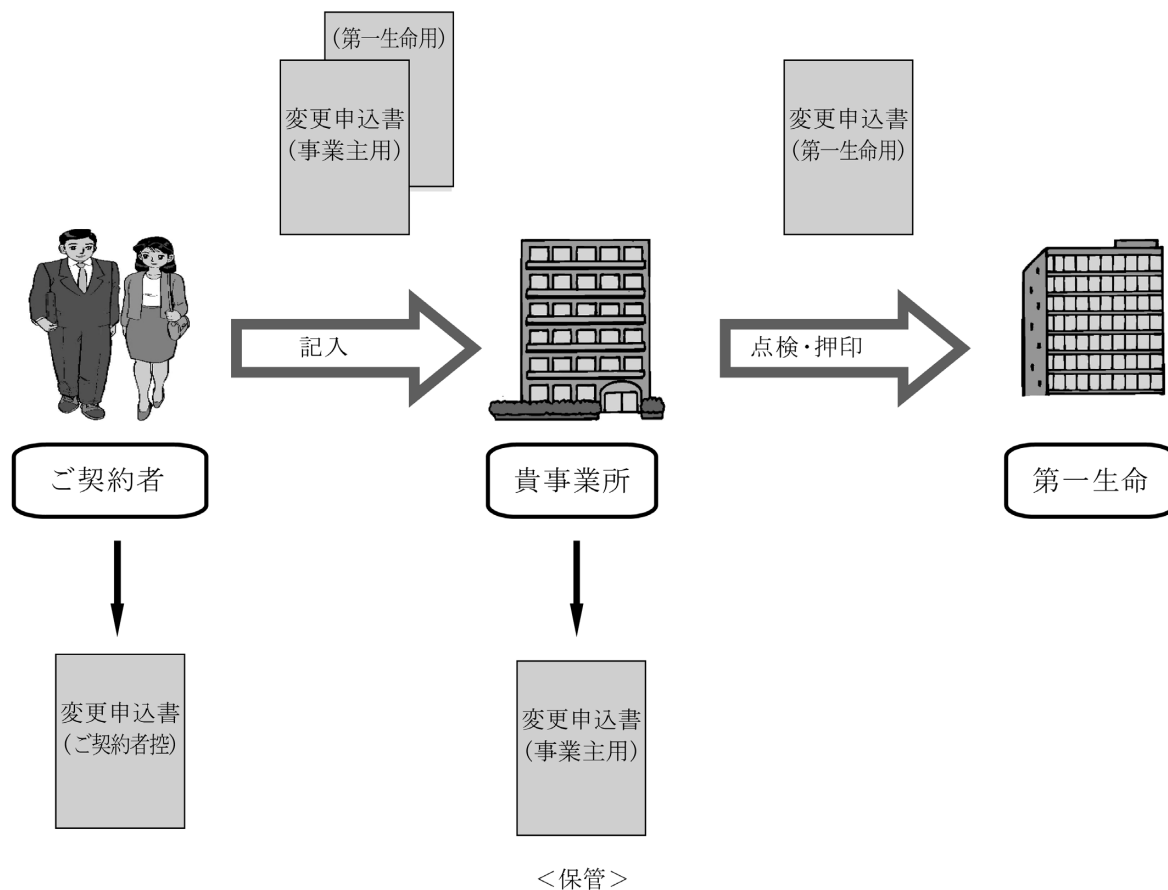 (第一生命用)
変更申込書
(事業主用)
変更申込書
(第一生命用)
記入
点検・押印
ご契約者
貴事業所
第一生命
変更申込書
(ご契約者控)
変更申込書
(事業主用)
＜保管＞